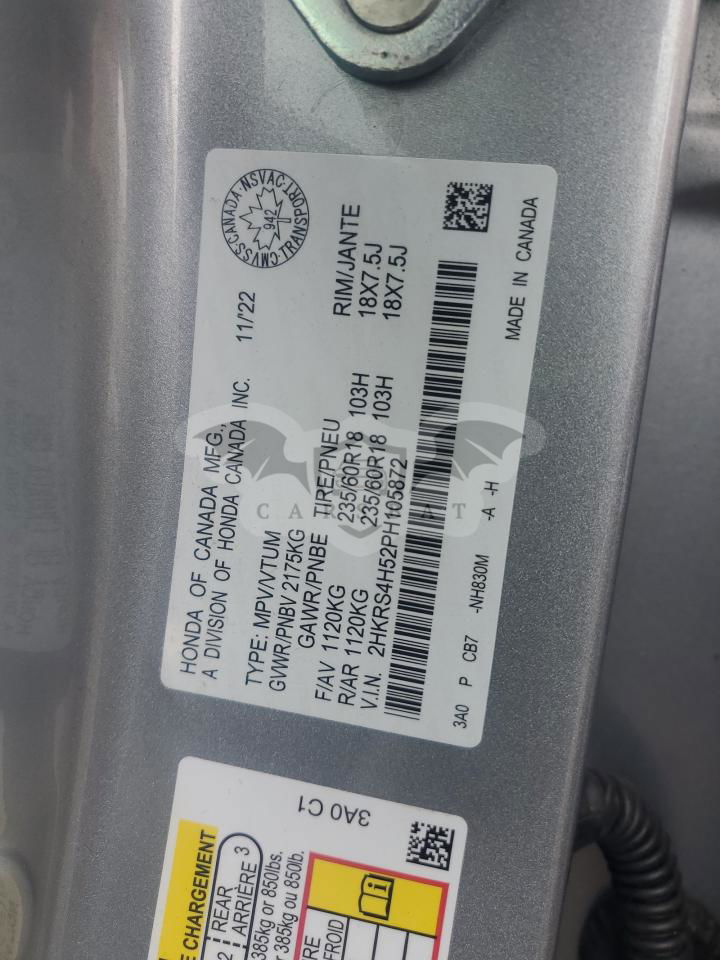 HONDA OF CANADA MFG.,
A DIVISION OF HONDA CANADA INC. 11/'22
CMVSS·CANADA·NSVAC·TRANSPORT·
942
TYPE: MPV/VTUM
GVWR/PNBV 2175KG
GAWR/PNBE TIRE/PNEU RIM/JANTE
F/AV 1120KG 235/60R18 103H 18X7.5J
R/AR 1120KG 235/60R18 103H 18X7.5J
V.I.N. 2HKRS4H52PH105872
3A0 P CB7 -NH830M -A -H MADE IN CANADA
CARSCAT
3A0 C1
E CHARGEMENT
2 REAR
ARRIÈRE 3
385kg or 850lbs.
385kg ou 850lb.
FROID